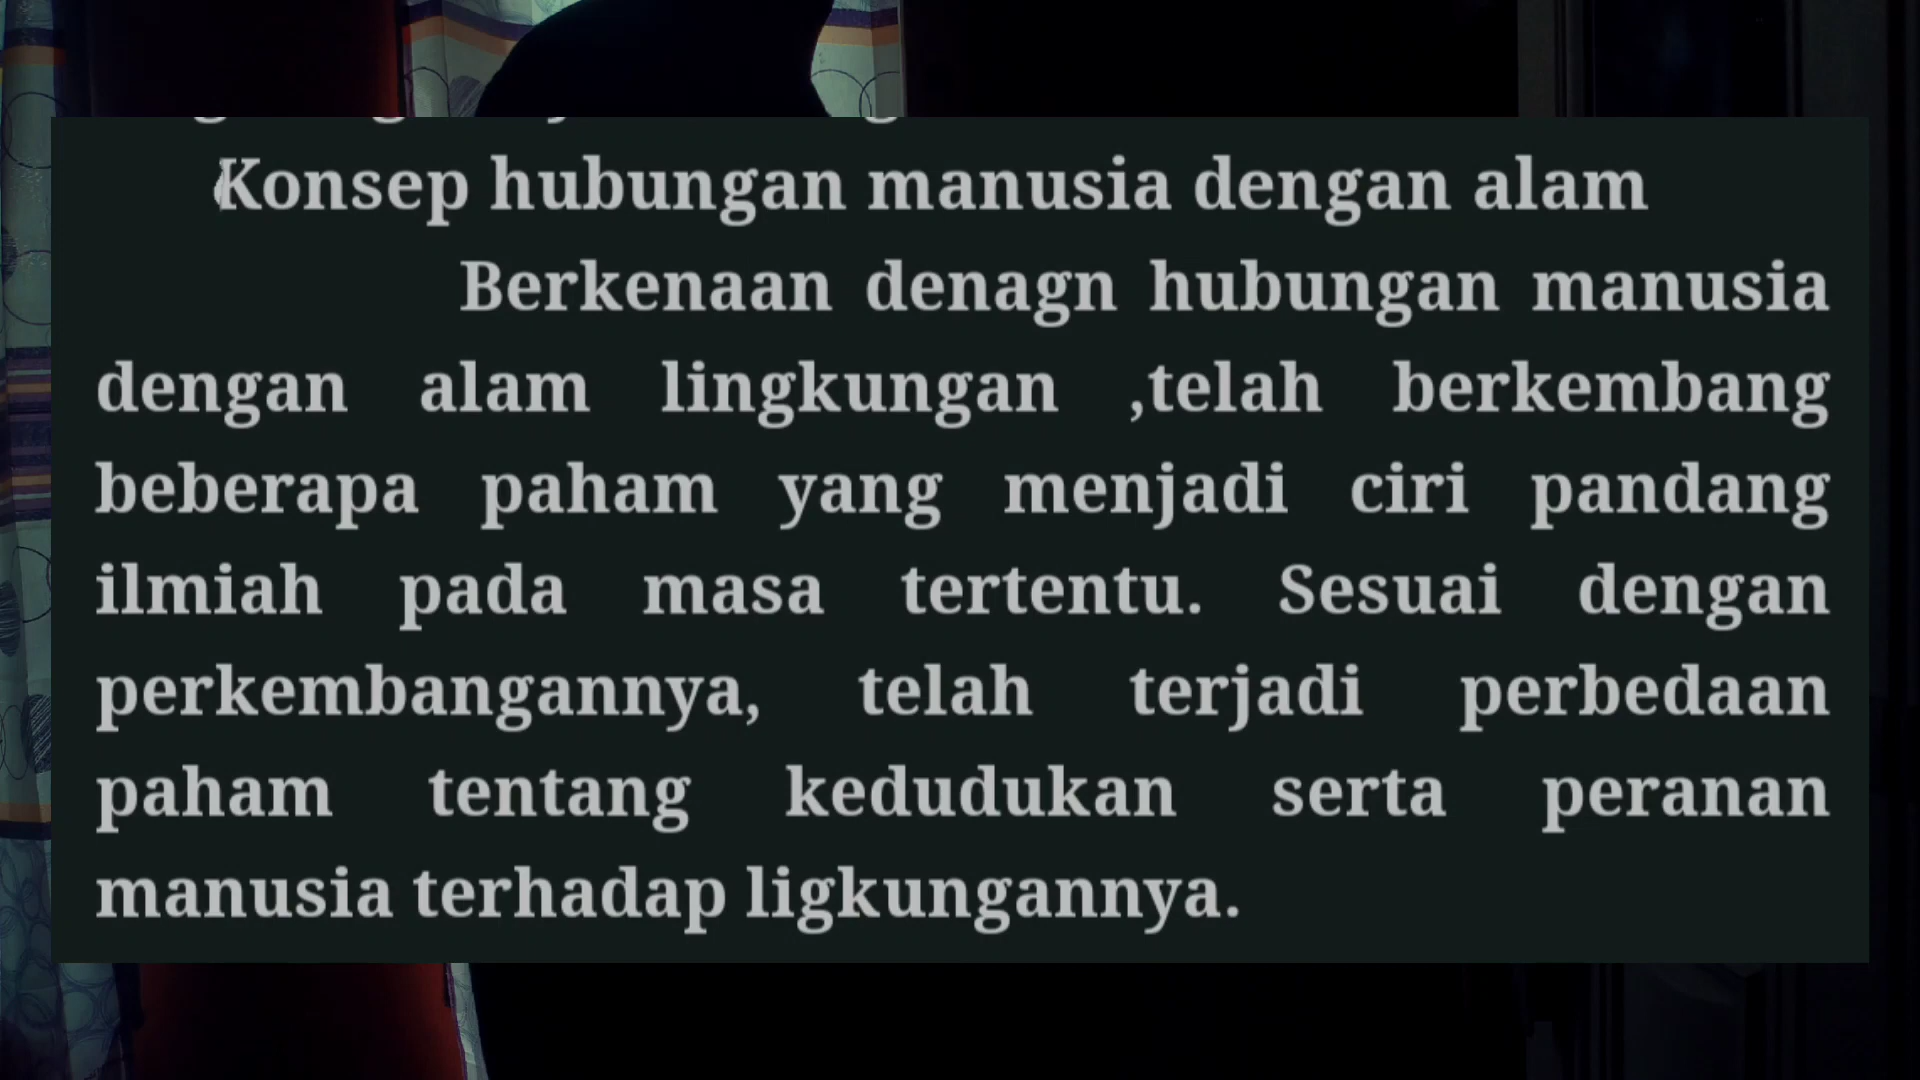 Konsep hubungan manusia dengan alam
Berkenaan denagn hubungan manusia
dengan alam lingkungan ,telah berkembang
beberapa paham yang menjadi ciri pandang
ilmiah pada masa tertentu. Sesuai dengan
perkembangannya, telah terjadi perbedaan
paham tentang kedudukan serta peranan
manusia terhadap ligkungannya.